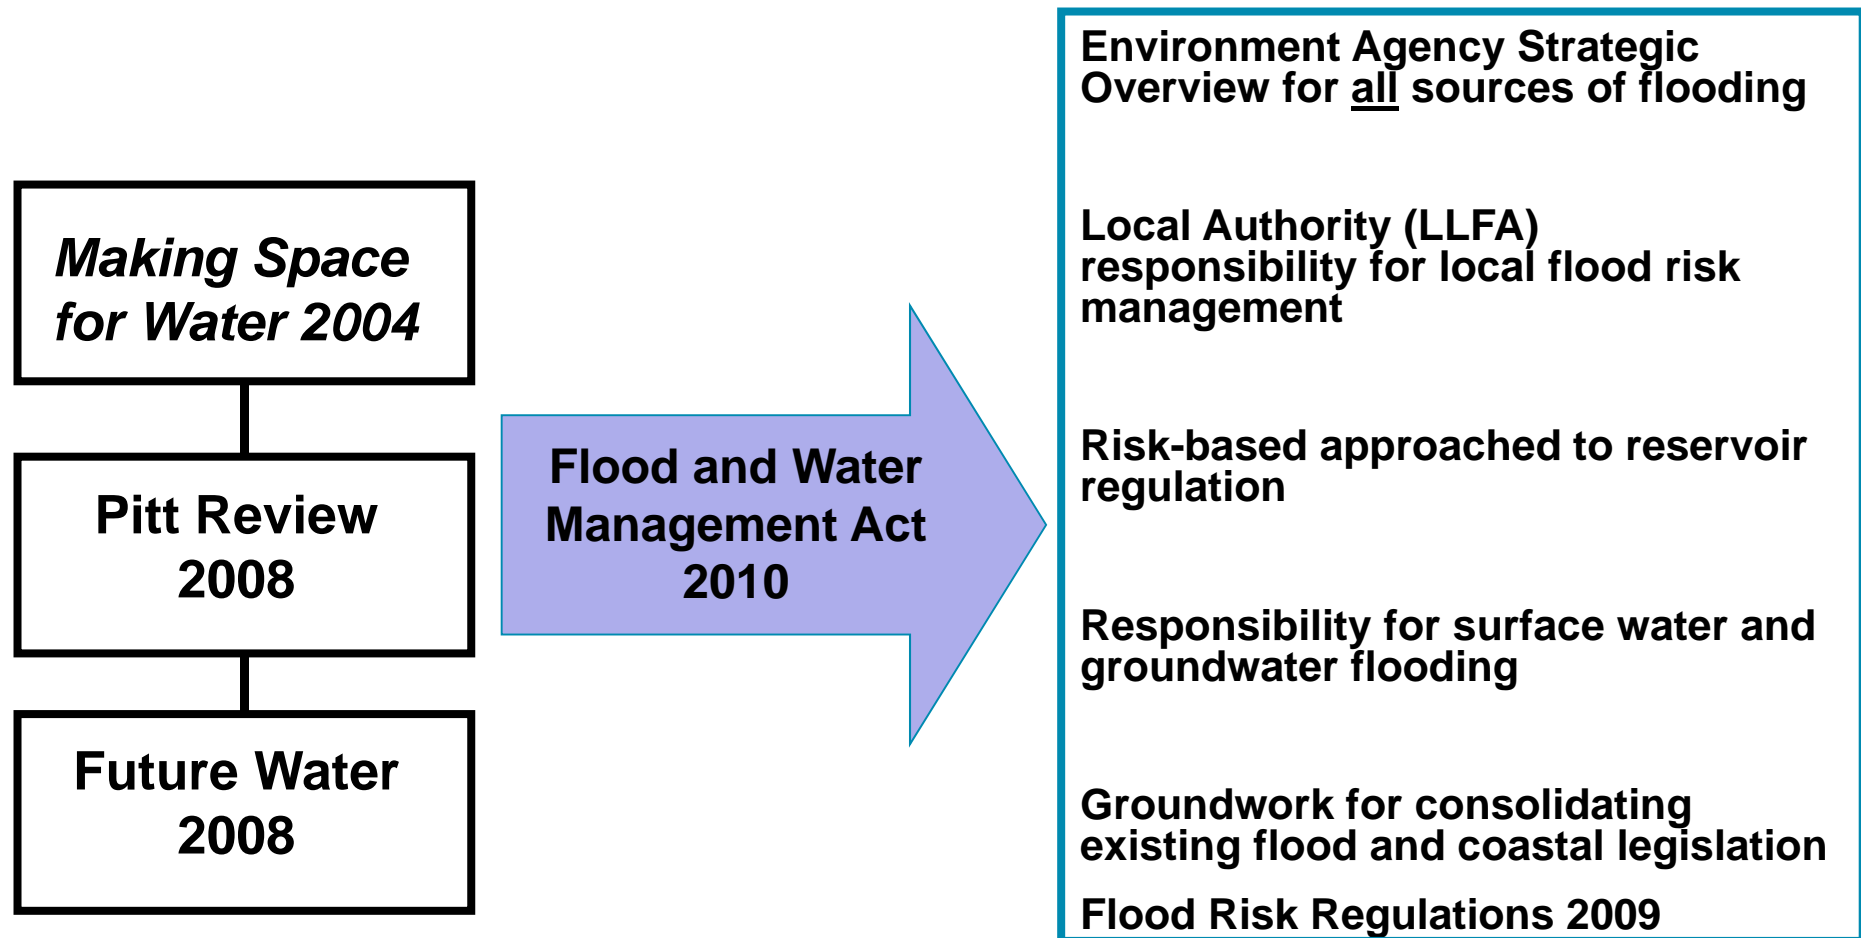 Making Space
for Water 2004
Pitt Review
2008
Future Water
2008
Flood and Water
Management Act
2010
Environment Agency Strategic
Overview for all sources of flooding
Local Authority (LLFA)
responsibility for local flood risk
management
Risk-based approached to reservoir
regulation
Responsibility for surface water and
groundwater flooding
Groundwork for consolidating
existing flood and coastal legislation
Flood Risk Regulations 2009